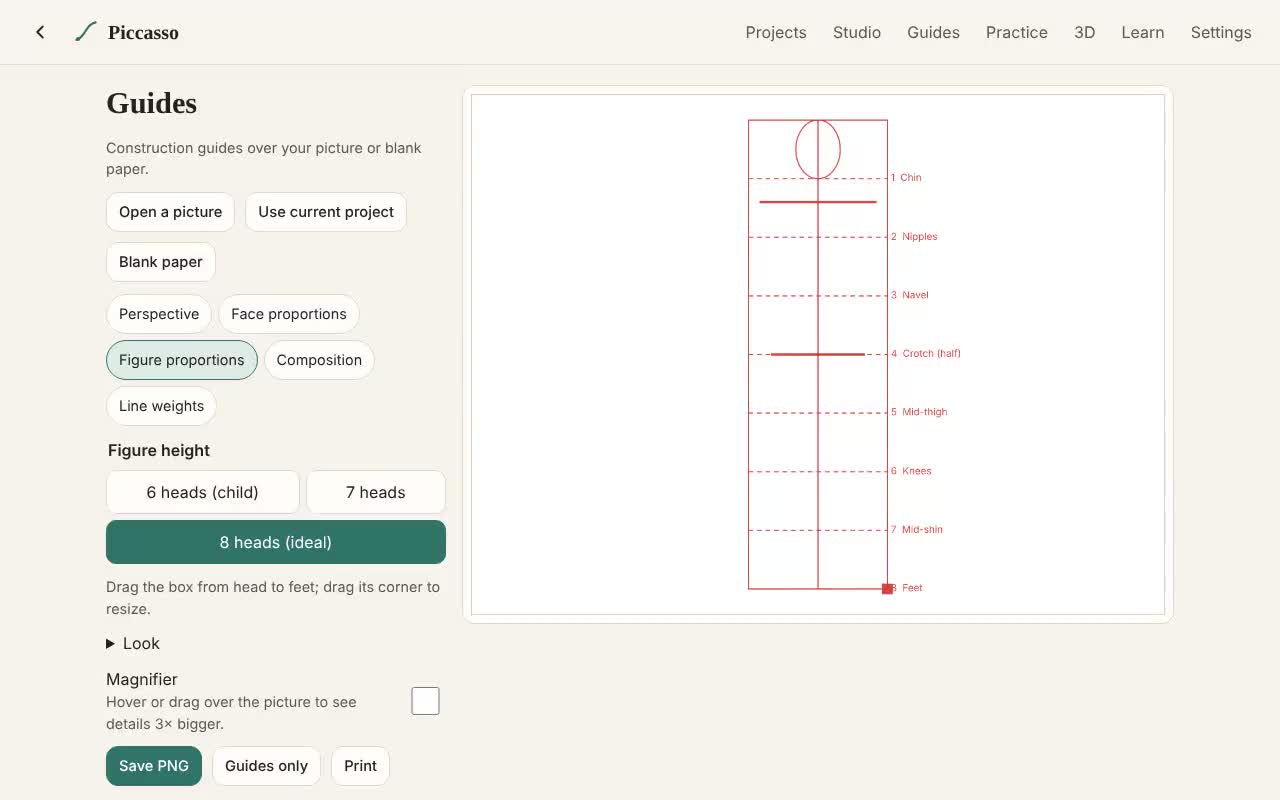 Piccasso
Projects Studio Guides Practice 3D Learn Settings
Guides
Construction guides over your picture or blank
paper.
Open a picture Use current project
Blank paper
Perspective Face proportions
Figure proportions Composition
Line weights
Figure height
6 heads (child) 7 heads
8 heads (ideal)
Drag the box from head to feet; drag its corner to
resize.
Look
Magnifier
Hover or drag over the picture to see
details 3× bigger.
Save PNG Guides only Print
1 Chin
2 Nipples
3 Navel
4 Crotch (half)
5 Mid-thigh
6 Knees
7 Mid-shin
8 Feet